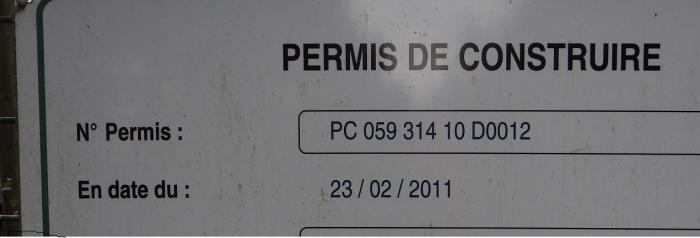 PERMIS DE CONSTRUIRE
N° Permis : PC 059 314 10 D0012
En date du : 23 / 02 / 2011